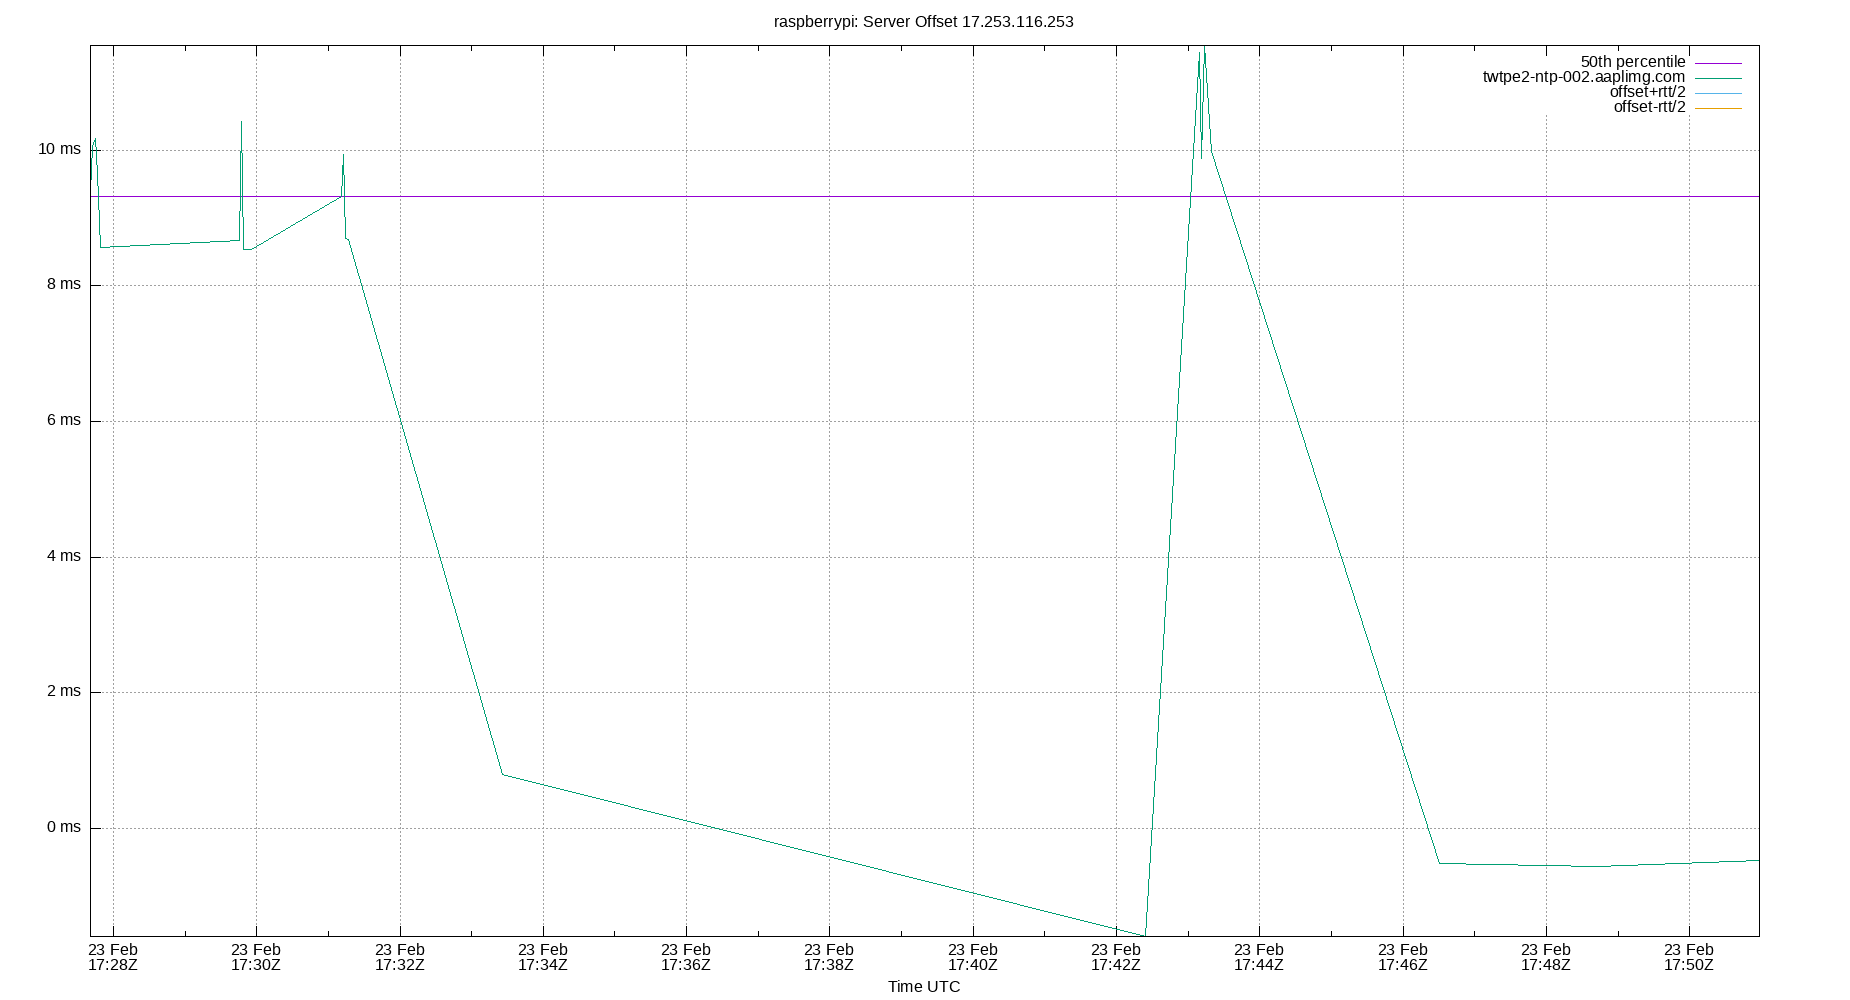 raspberrypi: Server Offset 17.253.116.253
50th percentile
twtpe2-ntp-002.aaplimg.com
offset+rtt/2
offset-rtt/2
10 ms
8 ms
6 ms
4 ms
2 ms
0 ms
23 Feb 23 Feb 23 Feb 23 Feb 23 Feb 23 Feb 23 Feb 23 Feb 23 Feb 23 Feb 23 Feb 23 Feb
17:28Z 17:30Z 17:32Z 17:34Z 17:36Z 17:38Z 17:40Z 17:42Z 17:44Z 17:46Z 17:48Z 17:50Z
Time UTC